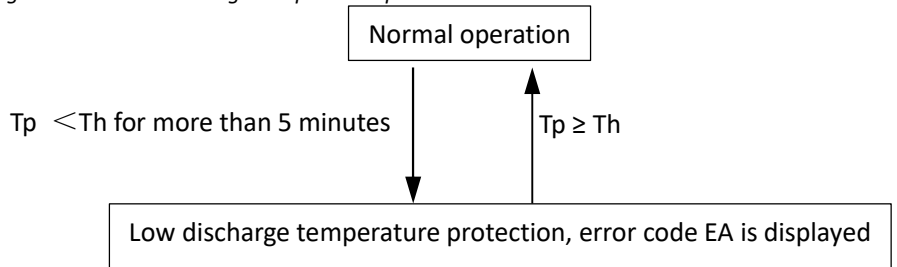 Normal operation
Tp <Th for more than 5 minutes
Tp ≥ Th
Low discharge temperature protection, error code EA is displayed